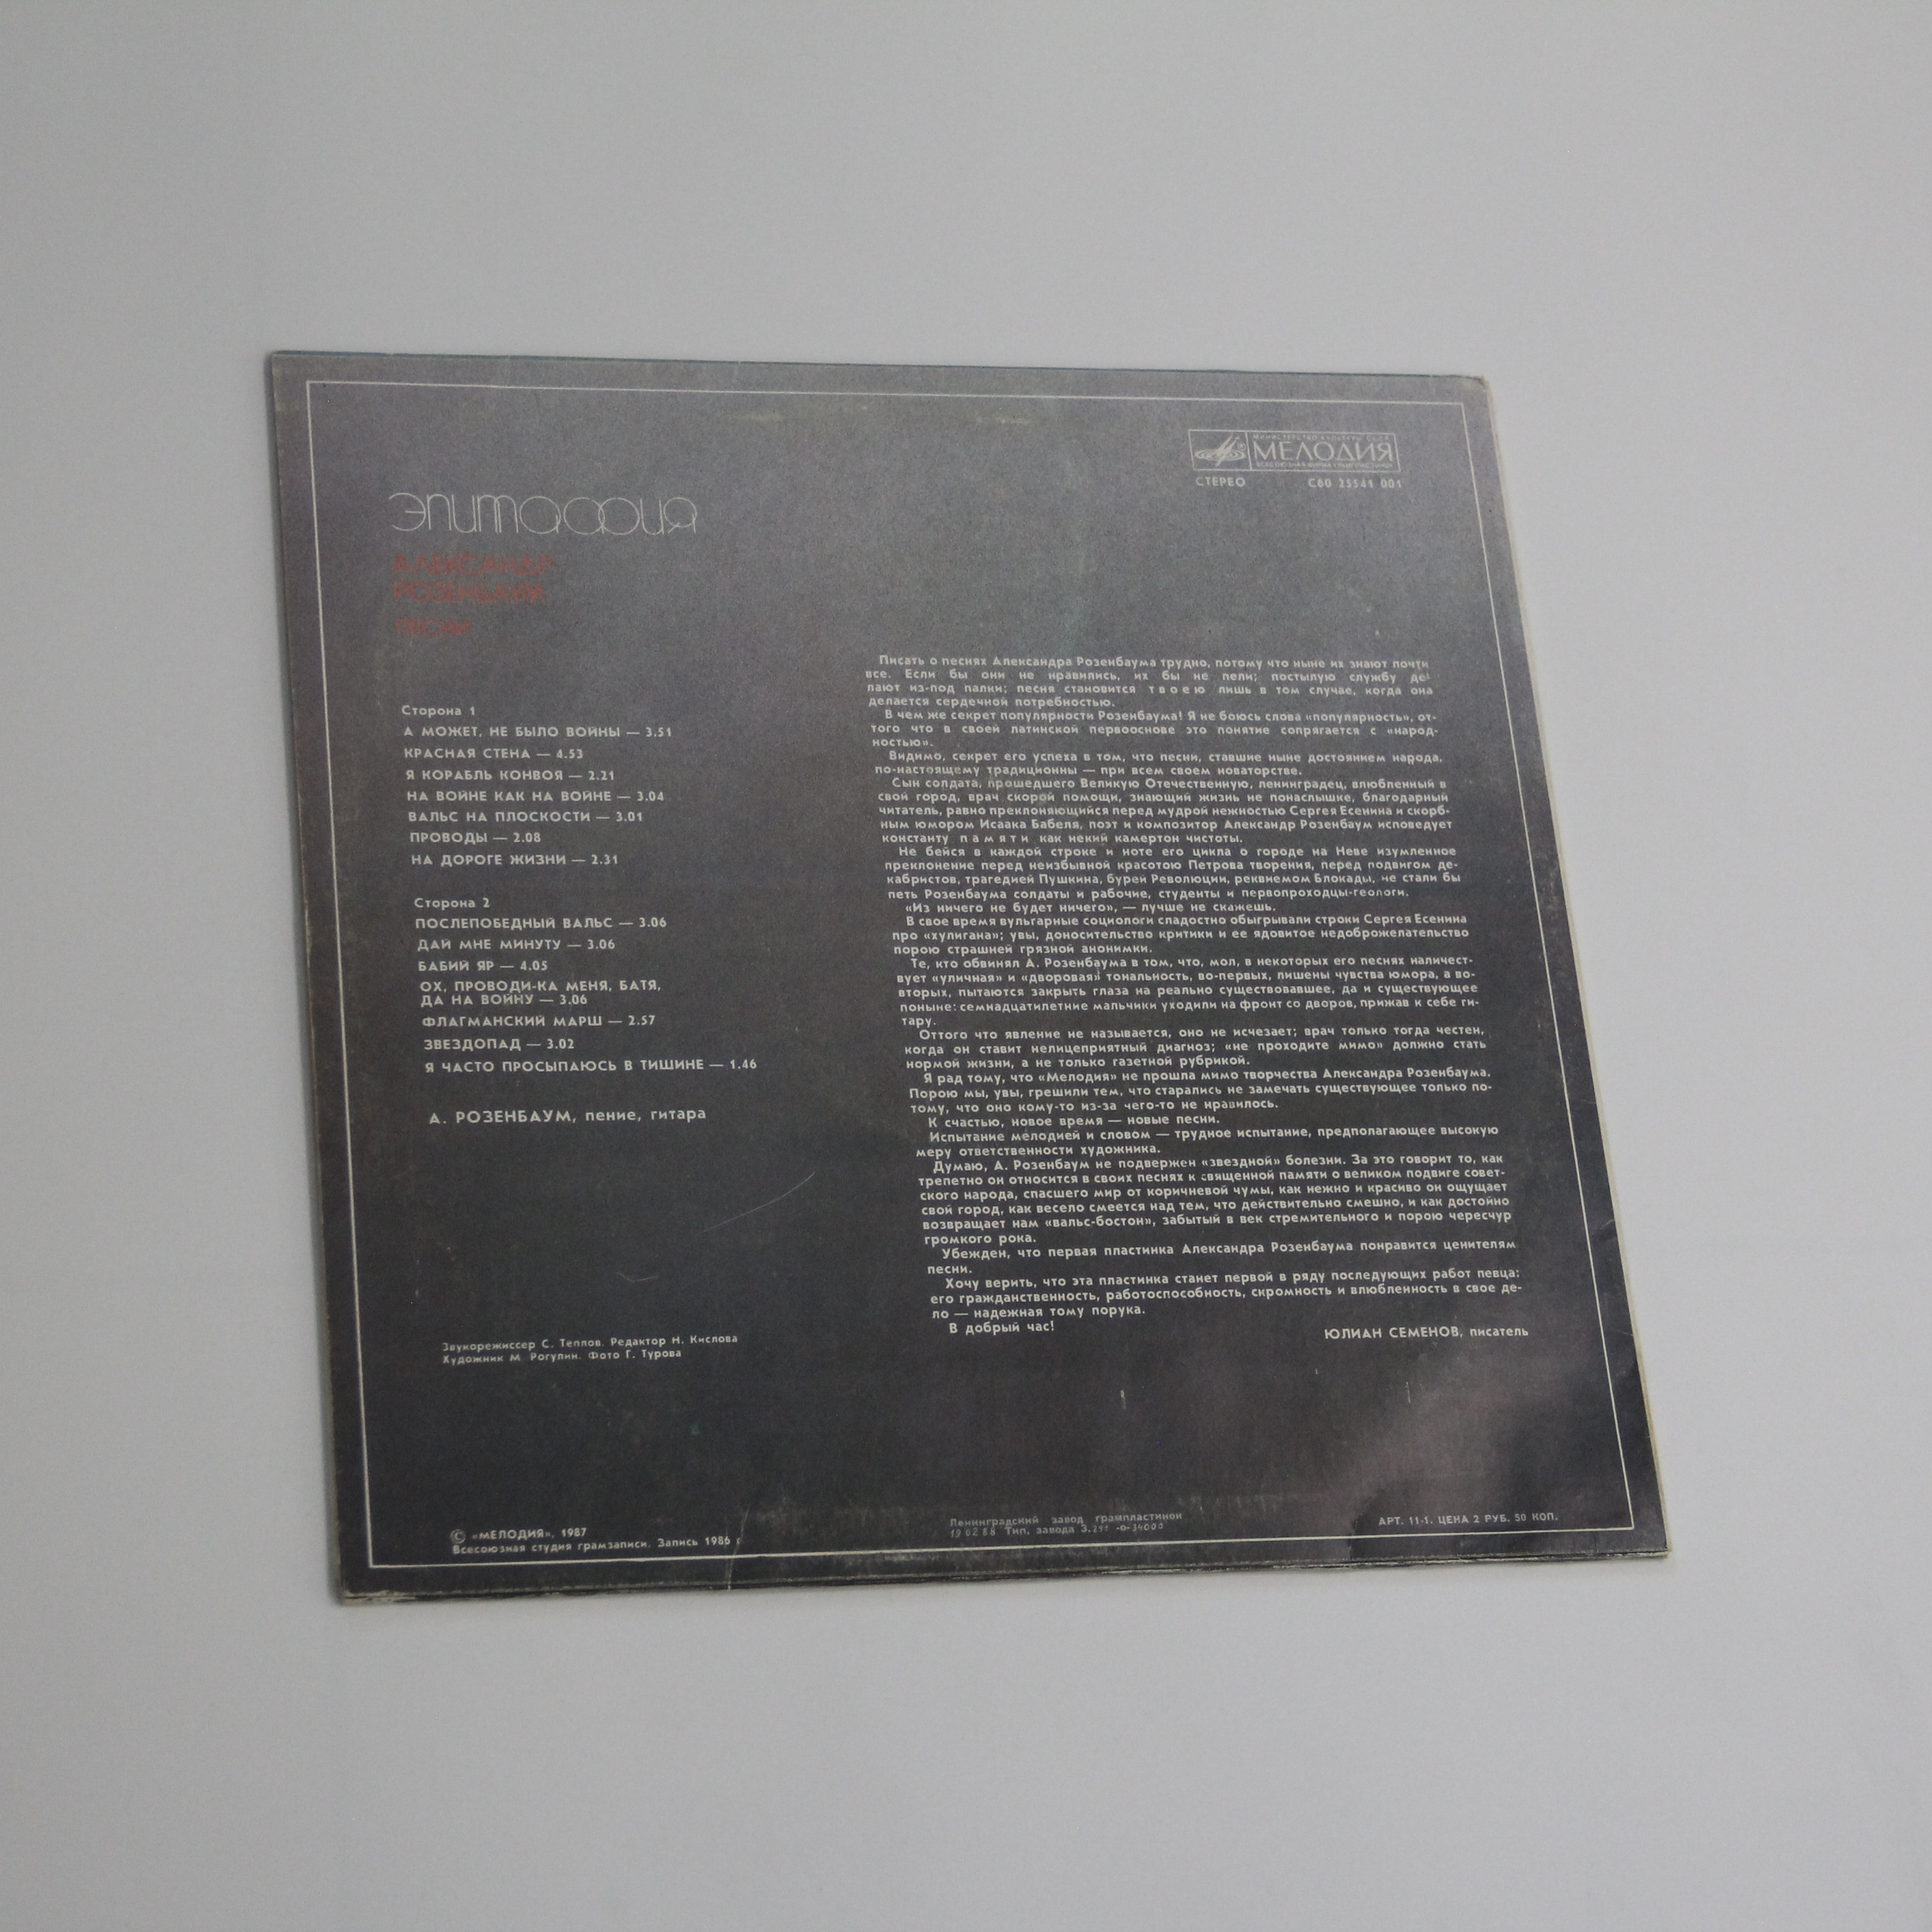 МИНИСТЕРСТВО КУЛЬТУРЫ СССР
МЕЛОДИЯ
ВСЕСОЮЗНАЯ ФИРМА ГРАМПЛАСТИНОК
СТЕРЕО С60 25541 001
эпитафия
АЛЕКСАНДР
РОЗЕНБАУМ
ПЕСНИ
Сторона 1
А МОЖЕТ, НЕ БЫЛО ВОЙНЫ — 3.51
КРАСНАЯ СТЕНА — 4.53
Я КОРАБЛЬ КОНВОЯ — 2.21
НА ВОЙНЕ КАК НА ВОЙНЕ — 3.04
ВАЛЬС НА ПЛОСКОСТИ — 3.01
ПРОВОДЫ — 2.08
НА ДОРОГЕ ЖИЗНИ — 2.31
Сторона 2
ПОСЛЕПОБЕДНЫЙ ВАЛЬС — 3.06
ДАЙ МНЕ МИНУТУ — 3.06
БАБИЙ ЯР — 4.05
ОХ, ПРОВОДИ-КА МЕНЯ, БАТЯ,
ДА НА ВОЙНУ — 3.06
ФЛАГМАНСКИЙ МАРШ — 2.57
ЗВЕЗДОПАД — 3.02
Я ЧАСТО ПРОСЫПАЮСЬ В ТИШИНЕ — 1.46
А. РОЗЕНБАУМ, пение, гитара
Звукорежиссер С. Теплов. Редактор Н. Кислова
Художник М. Рогулин. Фото Г. Турова
Писать о песнях Александра Розенбаума трудно, потому что ныне их знают почти
все. Если бы они не нравились, их бы не пели; постылую службу де-
лают из-под палки; песня становится твоею лишь в том случае, когда она
делается сердечной потребностью.
В чем же секрет популярности Розенбаума! Я не боюсь слова «популярность», от-
того что в своей латинской первооснове это понятие сопрягается с «народ-
ностью».
Видимо, секрет его успеха в том, что песни, ставшие ныне достоянием народа,
по-настоящему традиционны — при всем своем новаторстве.
Сын солдата, прошедшего Великую Отечественную, ленинградец, влюбленный в
свой город, врач скорой помощи, знающий жизнь не понаслышке, благодарный
читатель, равно преклоняющийся перед мудрой нежностью Сергея Есенина и скорб-
ным юмором Исаака Бабеля, поэт и композитор Александр Розенбаум исповедует
константу памяти как некий камертон чистоты.
Не бейся в каждой строке и ноте его цикла о городе на Неве изумленное
преклонение перед неизбывной красотою Петрова творения, перед подвигом де-
кабристов, трагедией Пушкина, бурей Революции, реквиемом Блокады, не стали бы
петь Розенбаума солдаты и рабочие, студенты и первопроходцы-геологи.
«Из ничего не будет ничего», — лучше не скажешь.
В свое время вульгарные социологи сладостно обыгрывали строки Сергея Есенина
про «хулигана»; увы, доносительство критики и ее ядовитое недоброжелательство
порою страшней грязной анонимки.
Те, кто обвинял А. Розенбаума в том, что, мол, в некоторых его песнях наличест-
вует «уличная» и «дворовая» тональность, во-первых, лишены чувства юмора, а во-
вторых, пытаются закрыть глаза на реально существовавшее, да и существующее
поныне: семнадцатилетние мальчики уходили на фронт со дворов, прижав к себе ги-
тару.
Оттого что явление не называется, оно не исчезает; врач только тогда честен,
когда он ставит нелицеприятный диагноз; «не проходите мимо» должно стать
нормой жизни, а не только газетной рубрикой.
Я рад тому, что «Мелодия» не прошла мимо творчества Александра Розенбаума.
Порою мы, увы, грешили тем, что старались не замечать существующее только по-
тому, что оно кому-то из-за чего-то не нравилось.
К счастью, новое время — новые песни.
Испытание мелодией и словом — трудное испытание, предполагающее высокую
меру ответственности художника.
Думаю, А. Розенбаум не подвержен «звездной» болезни. За это говорит то, как
трепетно он относится в своих песнях к священной памяти о великом подвиге совет-
ского народа, спасшего мир от коричневой чумы, как нежно и красиво он ощущает
свой город, как весело смеется над тем, что действительно смешно, и как достойно
возвращает нам «вальс-бостон», забытый в век стремительного и порою чересчур
громкого рока.
Убежден, что первая пластинка Александра Розенбаума понравится ценителям
песни.
Хочу верить, что эта пластинка станет первой в ряду последующих работ певца:
его гражданственность, работоспособность, скромность и влюбленность в свое де-
ло — надежная тому порука.
В добрый час!
ЮЛИАН СЕМЕНОВ, писатель
© «МЕЛОДИЯ», 1987
Всесоюзная студия грамзаписи. Запись 1986 г
Ленинградский завод грампластинок
19 02 88 Тип. завода
АРТ. 11-1. ЦЕНА 2 РУБ. 50 КОП.